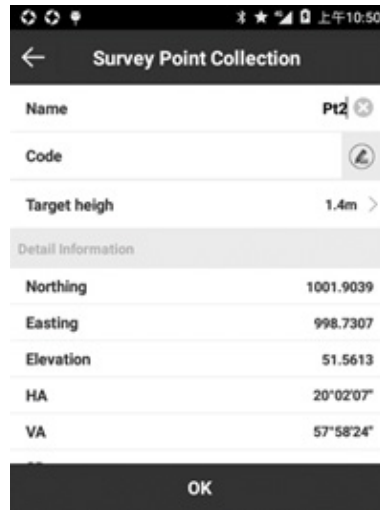 上午10:50
Survey Point Collection
Name Pt2
Code
Target heigh 1.4m
Detail Information
Northing 1001.9039
Easting 998.7307
Elevation 51.5613
HA 20°02'07"
VA 57°58'24"
OK